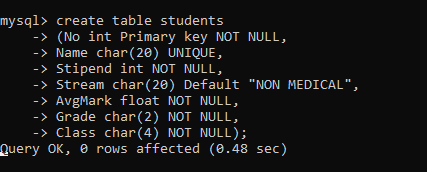 mysql> create table students
-> (No int Primary key NOT NULL,
-> Name char(20) UNIQUE,
-> Stipend int NOT NULL,
-> Stream char(20) Default "NON MEDICAL",
-> AvgMark float NOT NULL,
-> Grade char(2) NOT NULL,
-> Class char(4) NOT NULL);
Query OK, 0 rows affected (0.48 sec)